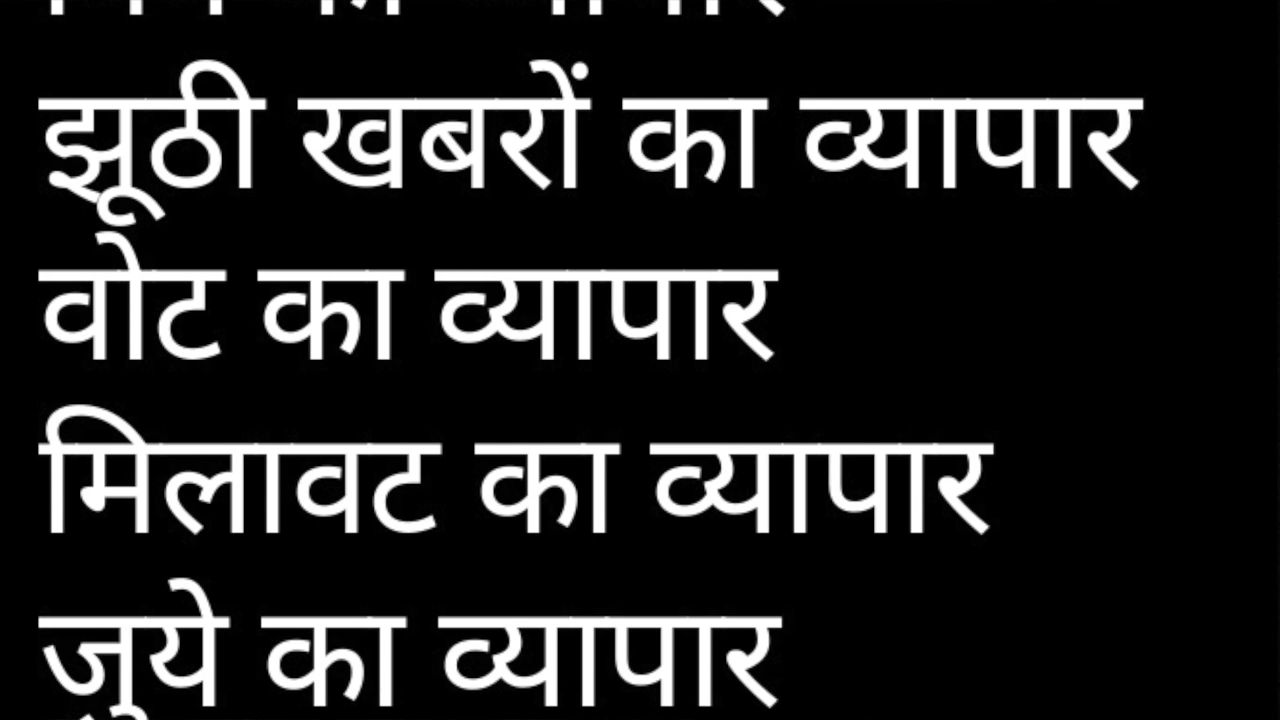 का व्यापार
झूठी खबरों का व्यापार
वोट का व्यापार
मिलावट का व्यापार
जुये का व्यापार